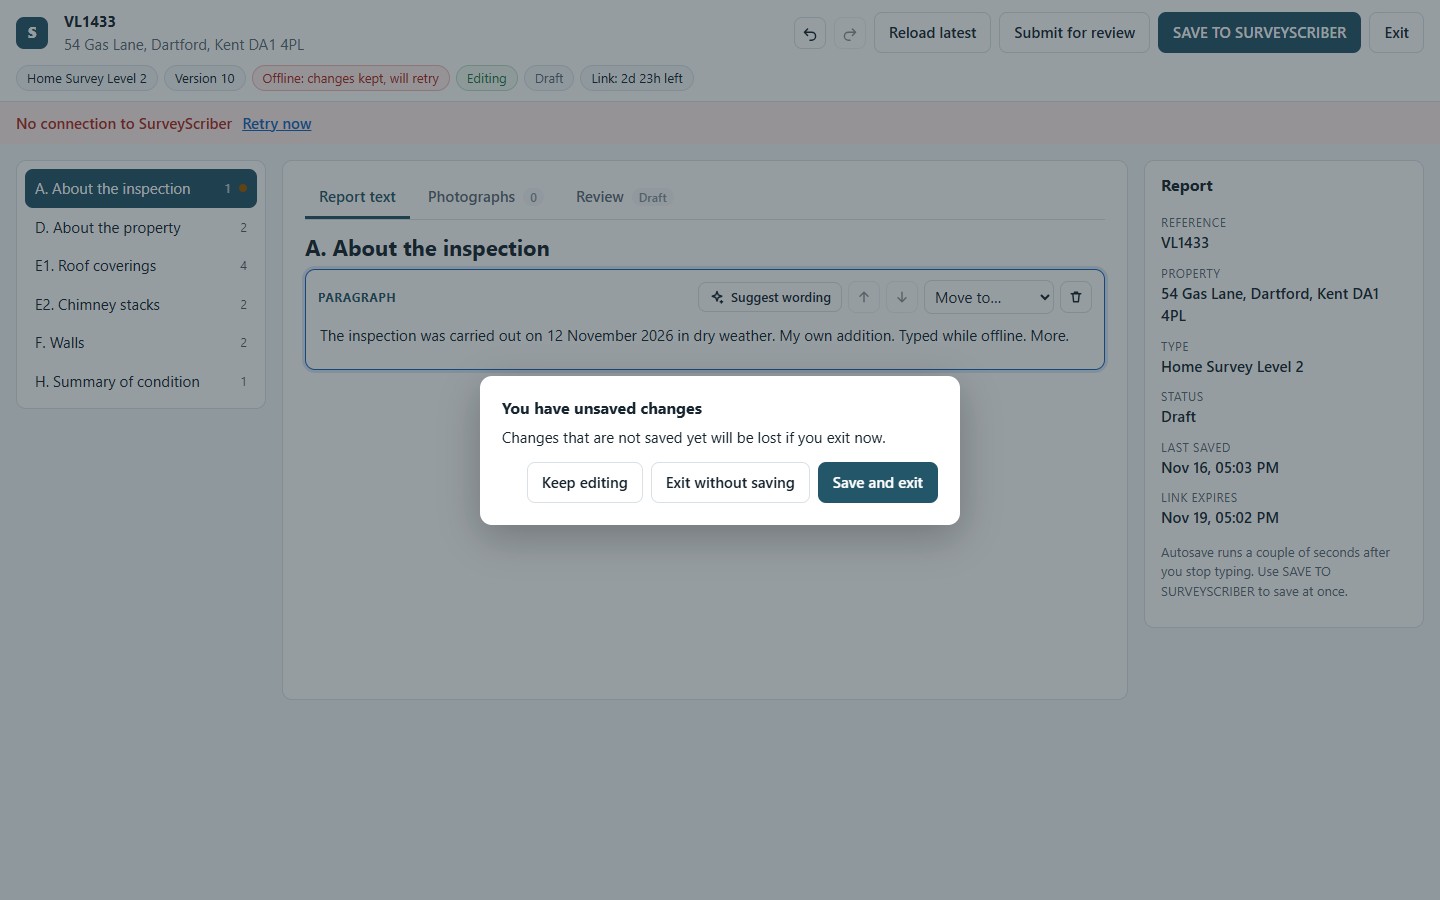 S
VL1433
54 Gas Lane, Dartford, Kent DA1 4PL
Reload latest
Submit for review
SAVE TO SURVEYSCRIBER
Exit
Home Survey Level 2
Version 10
Offline: changes kept, will retry
Editing
Draft
Link: 2d 23h left
No connection to SurveyScriber Retry now
A. About the inspection 1
D. About the property 2
E1. Roof coverings 4
E2. Chimney stacks 2
F. Walls 2
H. Summary of condition 1
Report text
Photographs 0
Review Draft
A. About the inspection
PARAGRAPH
Suggest wording
Move to...
The inspection was carried out on 12 November 2026 in dry weather. My own addition. Typed while offline. More.
You have unsaved changes
Changes that are not saved yet will be lost if you exit now.
Keep editing
Exit without saving
Save and exit
Report
REFERENCE
VL1433
PROPERTY
54 Gas Lane, Dartford, Kent DA1
4PL
TYPE
Home Survey Level 2
STATUS
Draft
LAST SAVED
Nov 16, 05:03 PM
LINK EXPIRES
Nov 19, 05:02 PM
Autosave runs a couple of seconds after
you stop typing. Use SAVE TO
SURVEYSCRIBER to save at once.